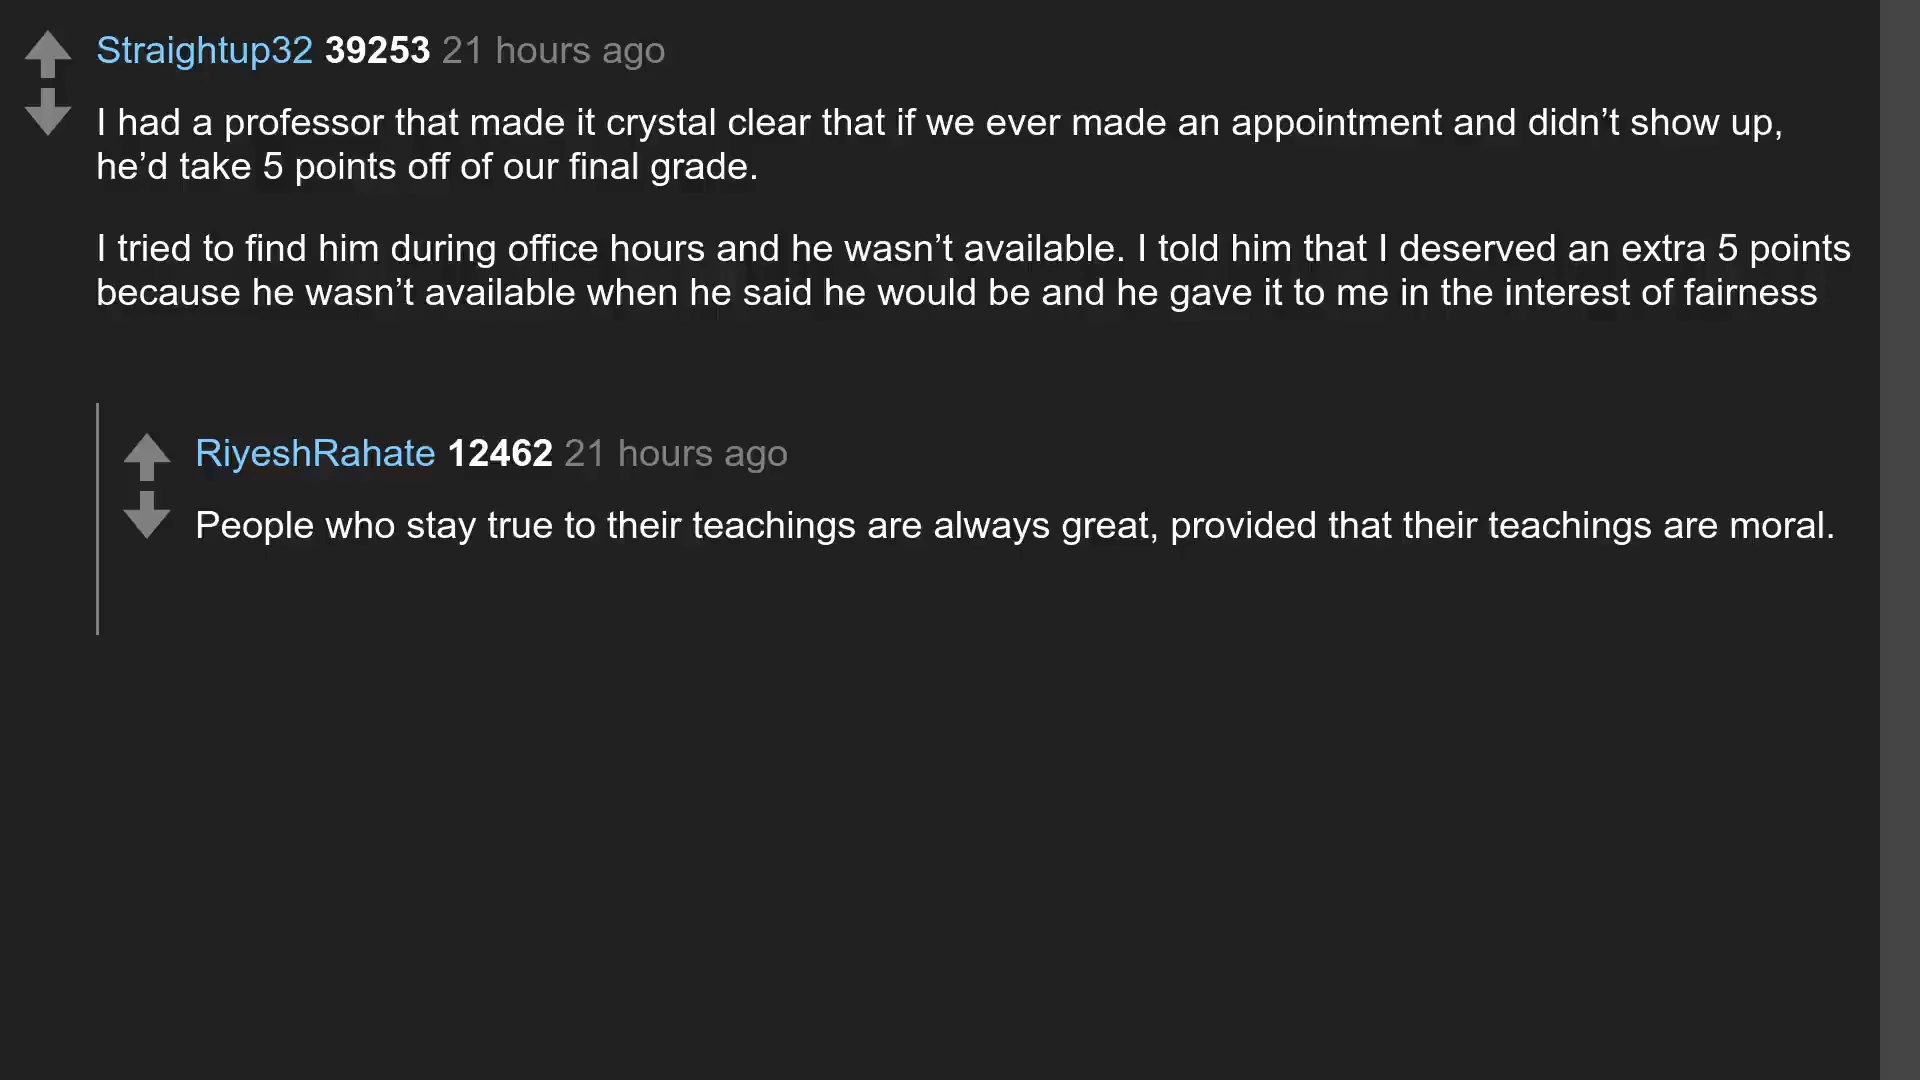 Straightup32 39253 21 hours ago
I had a professor that made it crystal clear that if we ever made an appointment and didn’t show up,
he’d take 5 points off of our final grade.
I tried to find him during office hours and he wasn’t available. I told him that I deserved an extra 5 points
because he wasn’t available when he said he would be and he gave it to me in the interest of fairness
RiyeshRahate 12462 21 hours ago
People who stay true to their teachings are always great, provided that their teachings are moral.